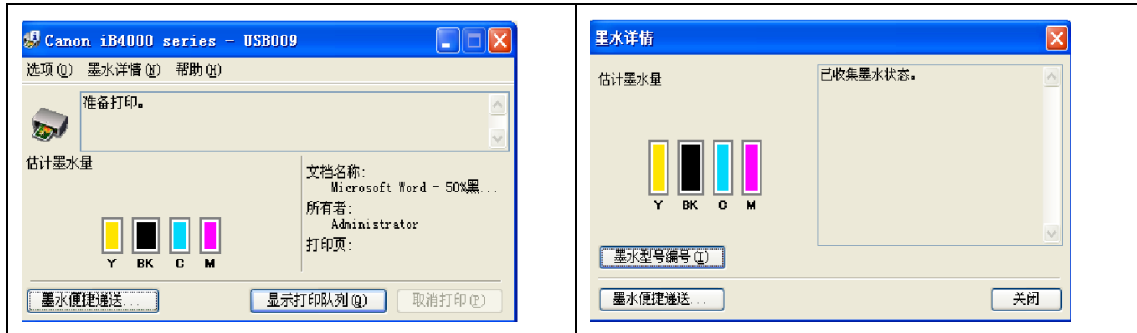 Canon iB4000 series - USB009
选项(O) 墨水详情(N) 帮助(H)
准备打印。
估计墨水量
Y BK C M
文档名称:
Microsoft Word - 50%黑...
所有者:
Administrator
打印页:
墨水便捷递送...
显示打印队列(Q)
取消打印(P)
墨水详情
估计墨水量
已收集墨水状态。
Y BK C M
墨水型号编号(I)
墨水便捷递送...
关闭